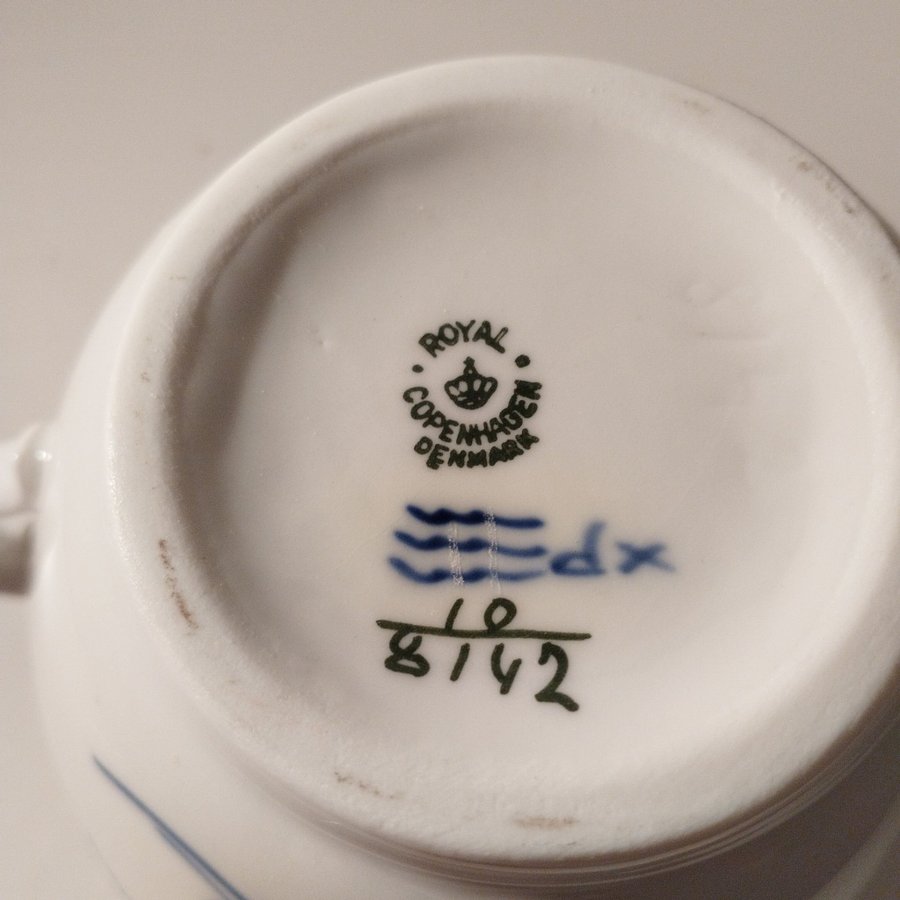 ROYAL
COPENHAGEN
DENMARK
dx
10
8142